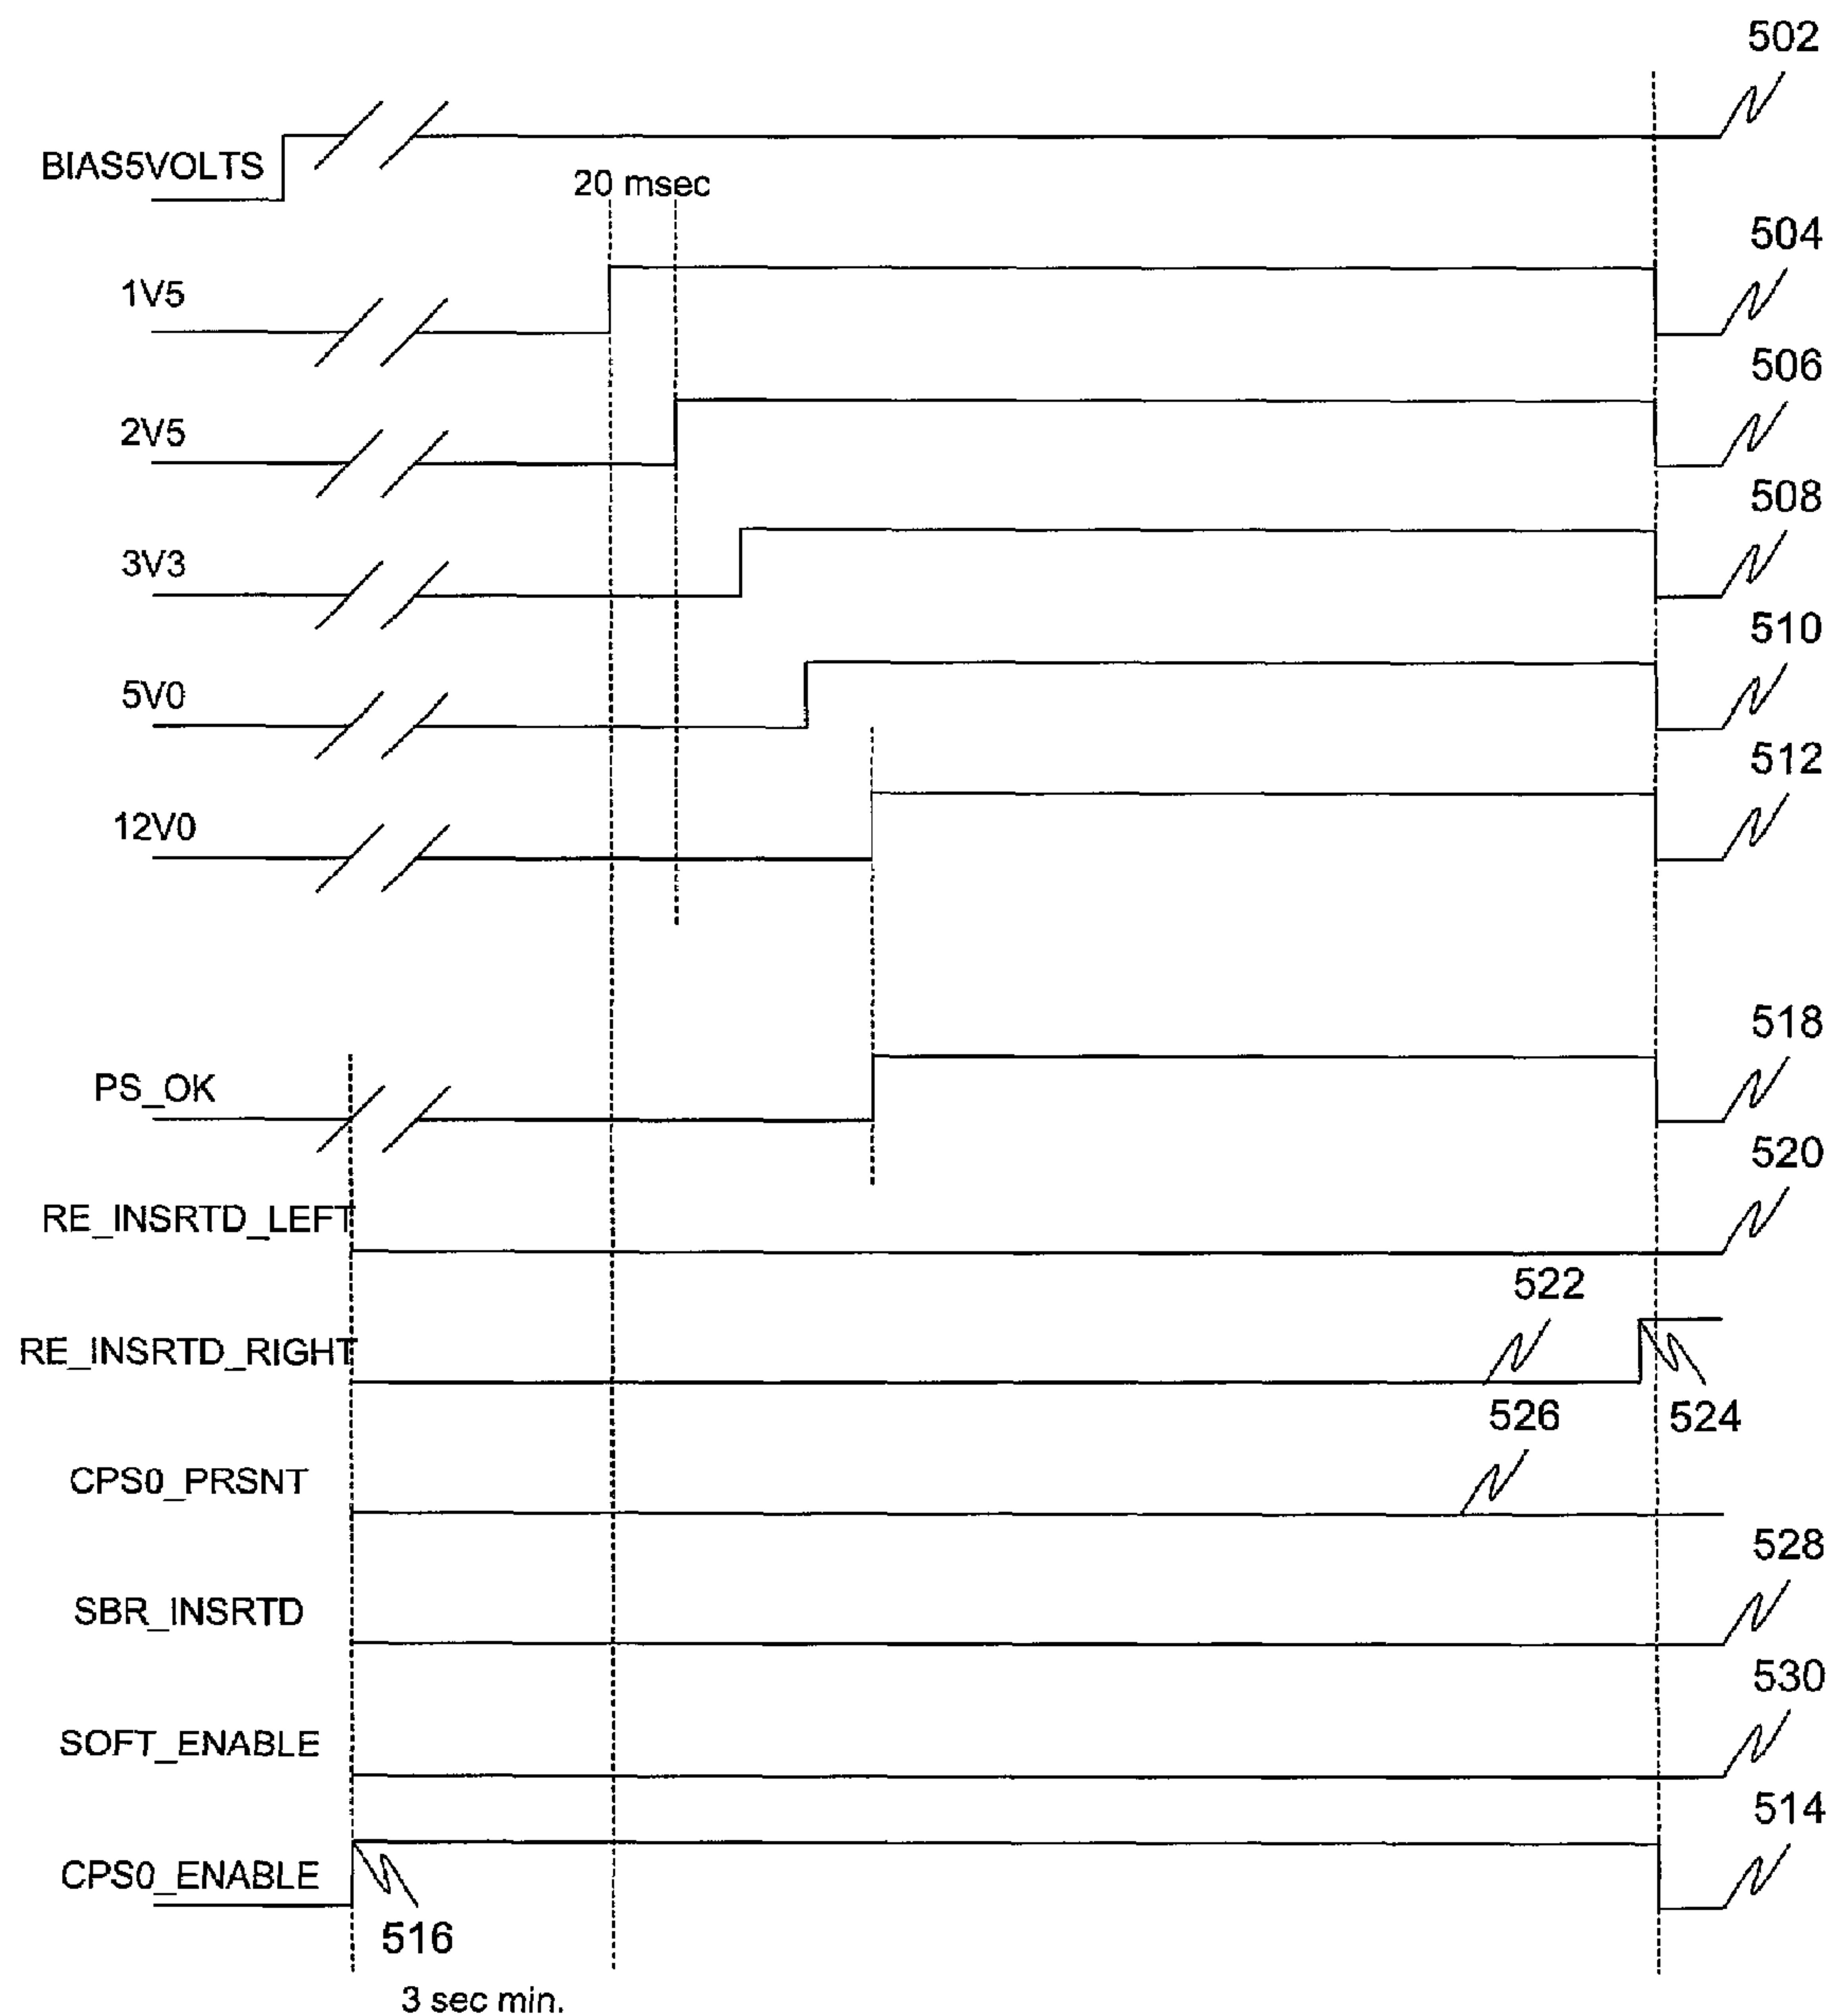 502
BIAS5VOLTS
20 msec
504
1V5
506
2V5
508
3V3
510
5V0
512
12V0
518
PS_OK
520
RE_INSRTD_LEFT
522
RE_INSRTD_RIGHT
526
524
CPS0_PRSNT
528
SBR_INSRTD
530
SOFT_ENABLE
514
CPS0_ENABLE
516
3 sec min.